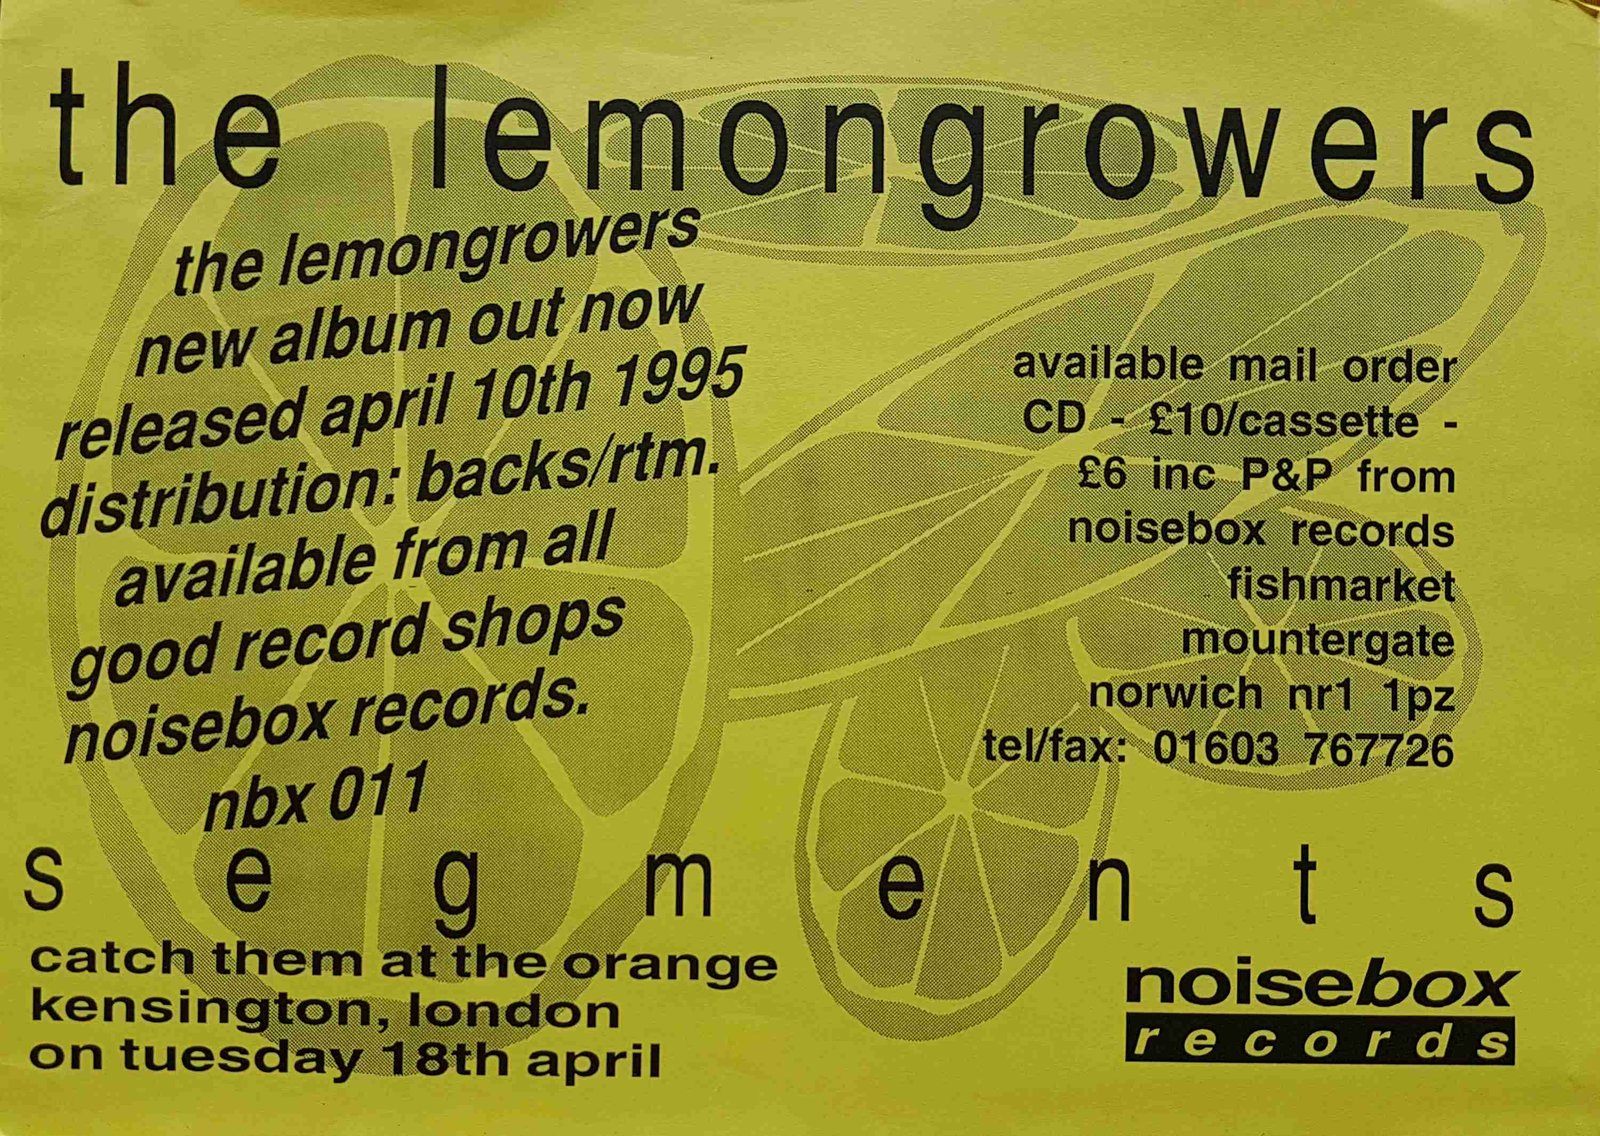 the lemongrowers
the lemongrowers
new album out now
released april 10th 1995
distribution: backs/rtm.
available from all
good record shops
noisebox records.
nbx 011
available mail order
CD - £10/cassette -
£6 inc P&P from
noisebox records
fishmarket
mountergate
norwich nr1 1pz
tel/fax: 01603 767726
segments
catch them at the orange
kensington, london
on tuesday 18th april
noisebox
records